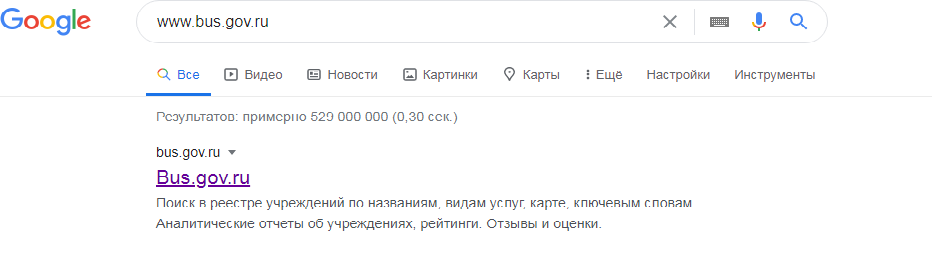 Google www.bus.gov.ru
Все Видео Новости Картинки Карты Ещё Настройки Инструменты
Результатов: примерно 529 000 000 (0,30 сек.)
bus.gov.ru
Bus.gov.ru
Поиск в реестре учреждений по названиям, видам услуг, карте, ключевым словам
Аналитические отчеты об учреждениях, рейтинги. Отзывы и оценки.